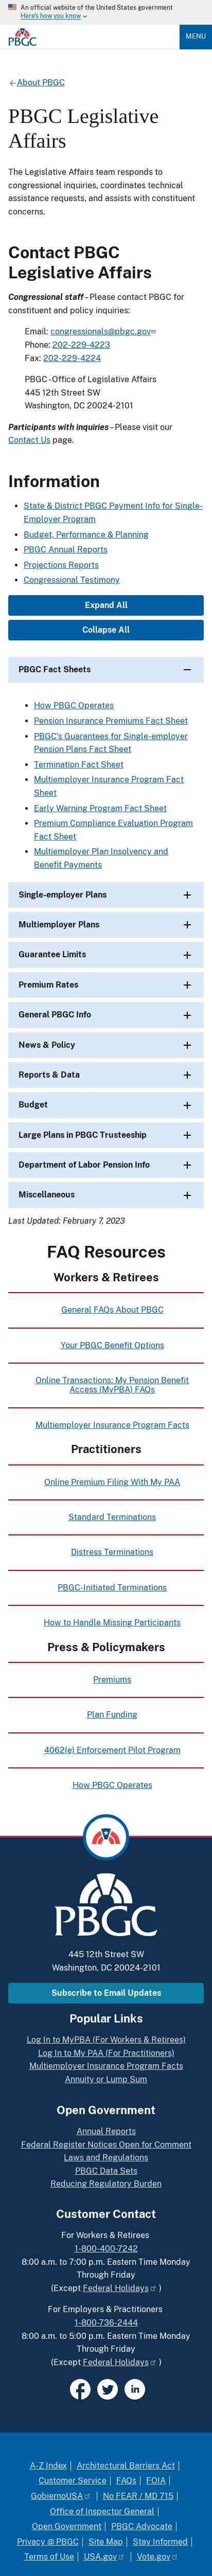 An official website of the United States government
Here's how you know
PBGC
MENU
About PBGC
PBGC Legislative
Affairs
The Legislative Affairs team responds to
congressional inquiries, coordinates technical
assistance requests, and conducts outreach to
stakeholders.
Contact PBGC
Legislative Affairs
Congressional staff – Please contact PBGC for
constituent and policy inquiries:
Email: congressionals@pbgc.gov
Phone: 202-229-4223
Fax: 202-229-4224
PBGC - Office of Legislative Affairs
445 12th Street SW
Washington, DC 20024-2101
Participants with inquiries – Please visit our
Contact Us page.
Information
State & District PBGC Payment Info for Single-
Employer Program
Budget, Performance & Planning
PBGC Annual Reports
Projections Reports
Congressional Testimony
Expand All
Collapse All
PBGC Fact Sheets
How PBGC Operates
Pension Insurance Premiums Fact Sheet
PBGC's Guarantees for Single-employer
Pension Plans Fact Sheet
Termination Fact Sheet
Multiemployer Insurance Program Fact
Sheet
Early Warning Program Fact Sheet
Premium Compliance Evaluation Program
Fact Sheet
Multiemployer Plan Insolvency and
Benefit Payments
Single-employer Plans
Multiemployer Plans
Guarantee Limits
Premium Rates
General PBGC Info
News & Policy
Reports & Data
Budget
Large Plans in PBGC Trusteeship
Department of Labor Pension Info
Miscellaneous
Last Updated: February 7, 2023
FAQ Resources
Workers & Retirees
General FAQs About PBGC
Your PBGC Benefit Options
Online Transactions: My Pension Benefit
Access (MyPBA) FAQs
Multiemployer Insurance Program Facts
Practitioners
Online Premium Filing With My PAA
Standard Terminations
Distress Terminations
PBGC-Initiated Terminations
How to Handle Missing Participants
Press & Policymakers
Premiums
Plan Funding
4062(e) Enforcement Pilot Program
How PBGC Operates
PBGC
445 12th Street SW
Washington, DC 20024-2101
Subscribe to Email Updates
Popular Links
Log In to MyPBA (For Workers & Retirees)
Log In to My PAA (For Practitioners)
Multiemployer Insurance Program Facts
Annuity or Lump Sum
Open Government
Annual Reports
Federal Register Notices Open for Comment
Laws and Regulations
PBGC Data Sets
Reducing Regulatory Burden
Customer Contact
For Workers & Retirees
1-800-400-7242
8:00 a.m. to 7:00 p.m. Eastern Time Monday
Through Friday
(Except Federal Holidays )
For Employers & Practitioners
1-800-736-2444
8:00 a.m. to 5:00 p.m. Eastern Time Monday
Through Friday
(Except Federal Holidays )
A-Z Index | Architectural Barriers Act |
Customer Service | FAQs | FOIA |
GobiernoUSA | No FEAR / MD 715 |
Office of Inspector General |
Open Government | PBGC Advocate |
Privacy @ PBGC | Site Map | Stay Informed |
Terms of Use | USA.gov | Vote.gov